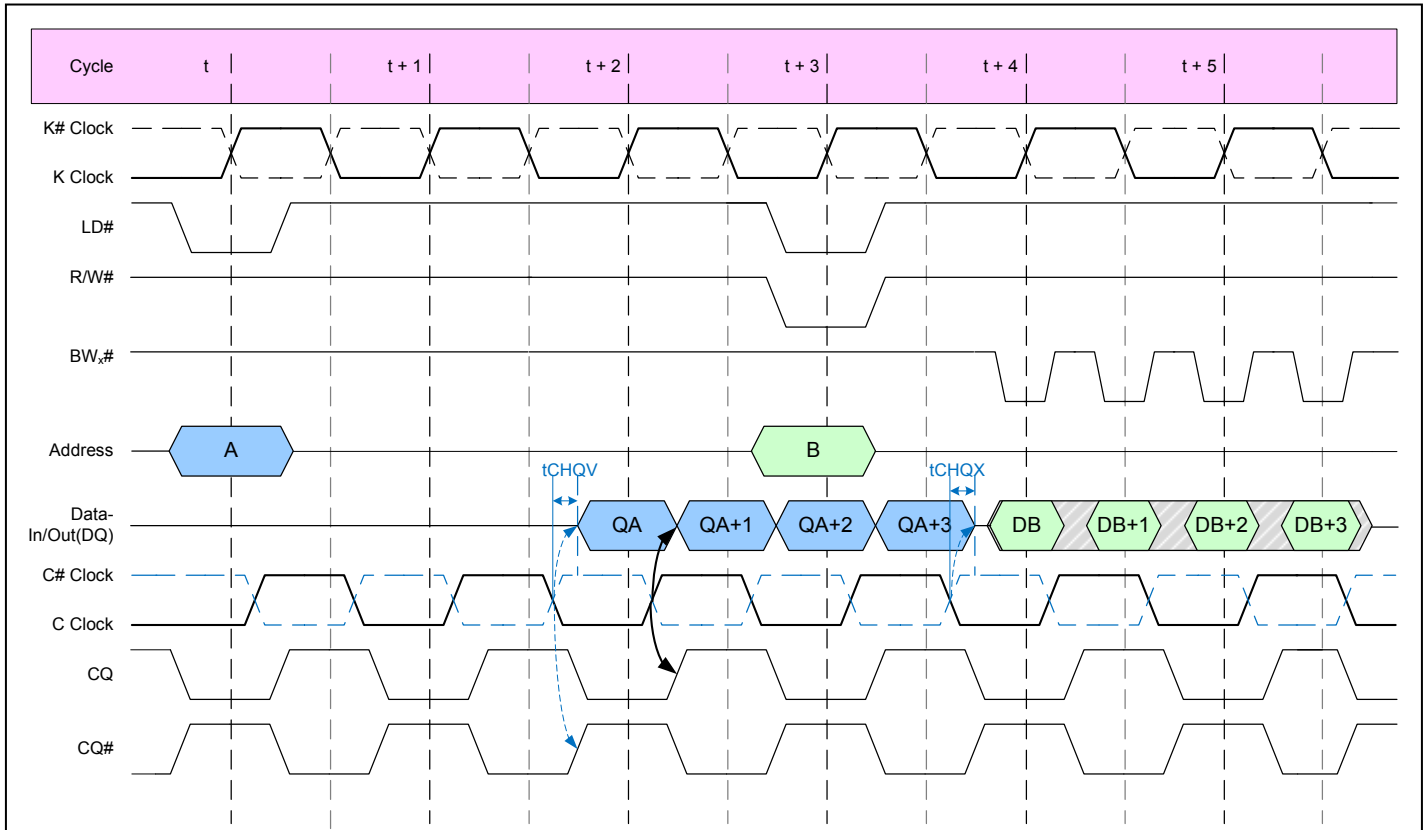 Cycle t t + 1 t + 2 t + 3 t + 4 t + 5
K# Clock
K Clock
LD#
R/W#
BWx#
Address A B
tCHQV tCHQX
Data-
In/Out(DQ) QA QA+1 QA+2 QA+3 DB DB+1 DB+2 DB+3
C# Clock
C Clock
CQ
CQ#